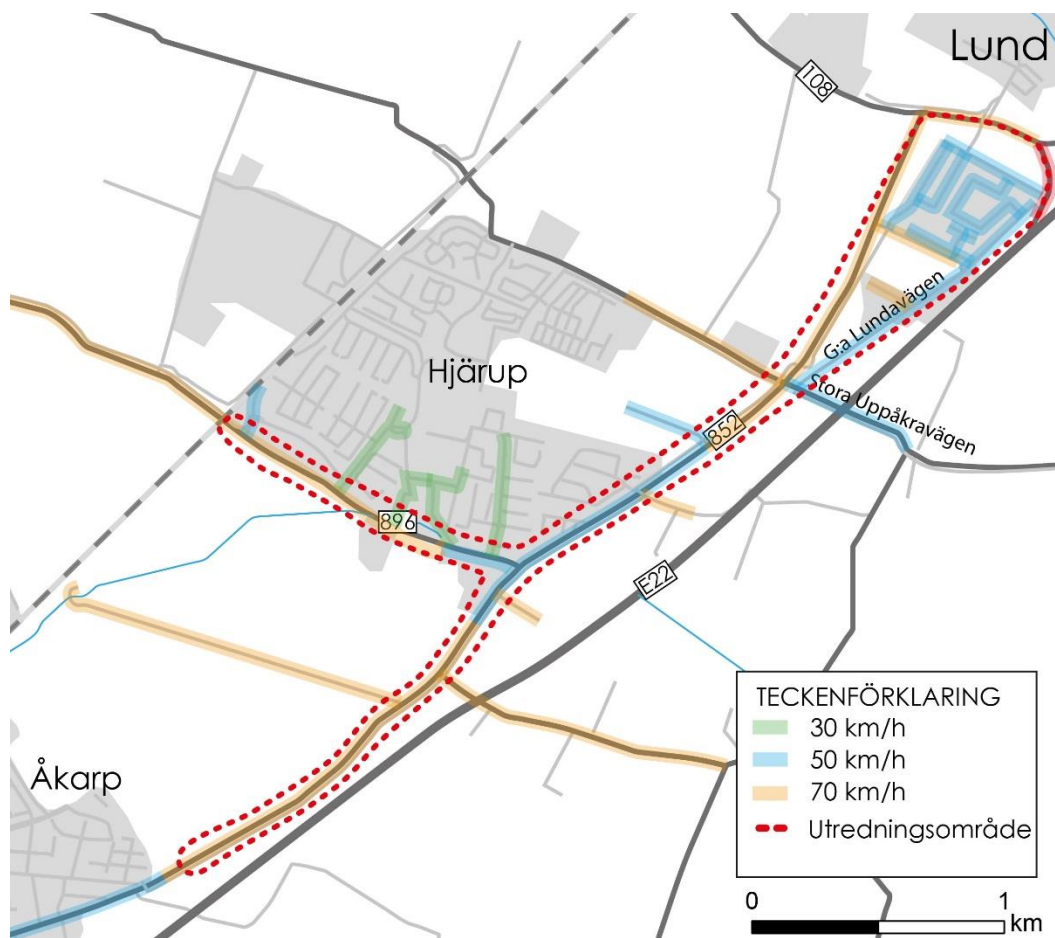 Lund
108
G:a Lundavägen
Hjärup
Stora Uppåkravägen
852
896
E22
Åkarp
TECKENFÖRKLARING
30 km/h
50 km/h
70 km/h
Utredningsområde
0 1
km